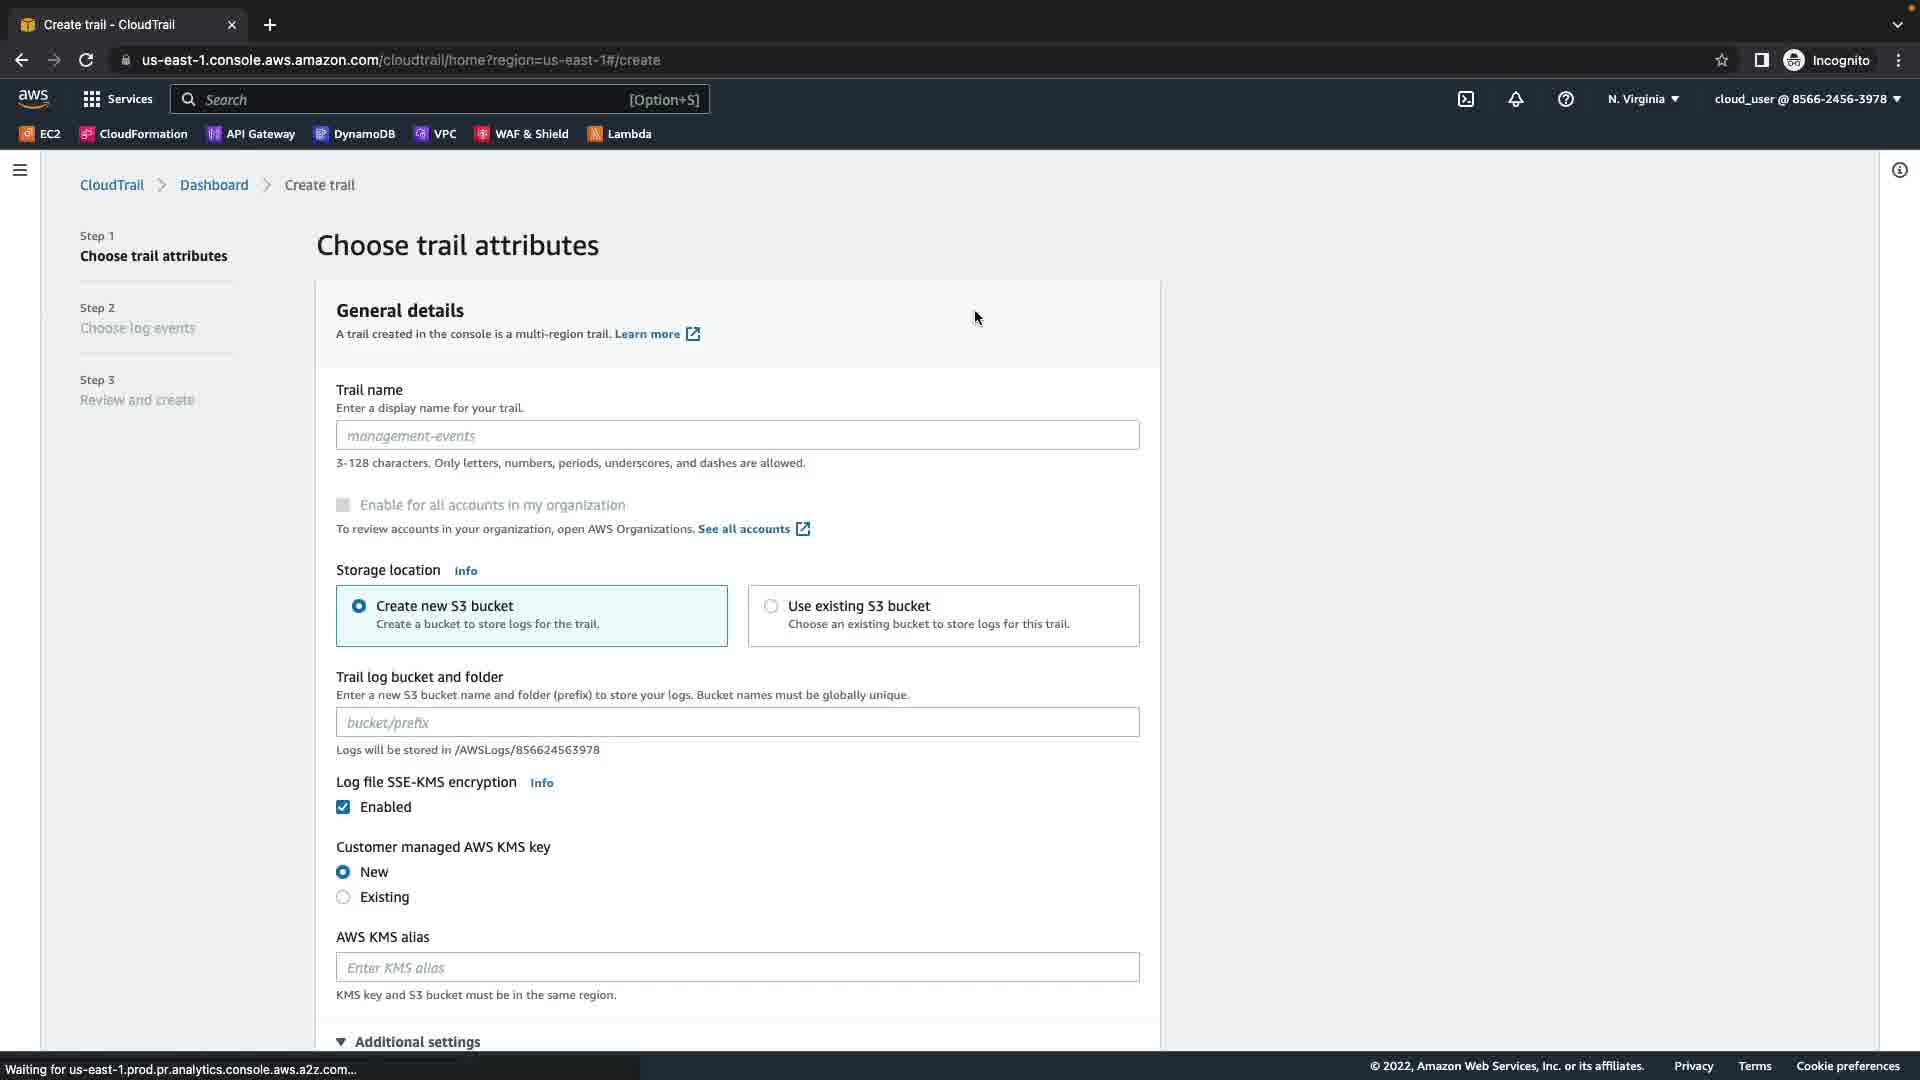 Create trail - CloudTrail
us-east-1.console.aws.amazon.com/cloudtrail/home?region=us-east-1#/create
Incognito
aws
Services
Search
[Option+S]
N. Virginia
cloud_user @ 8566-2456-3978
EC2
CloudFormation
API Gateway
DynamoDB
VPC
WAF & Shield
Lambda
CloudTrail
Dashboard
Create trail
Step 1
Choose trail attributes
Step 2
Choose log events
Step 3
Review and create
Choose trail attributes
General details
A trail created in the console is a multi-region trail. Learn more
Trail name
Enter a display name for your trail.
management-events
3-128 characters. Only letters, numbers, periods, underscores, and dashes are allowed.
Enable for all accounts in my organization
To review accounts in your organization, open AWS Organizations. See all accounts
Storage location Info
Create new S3 bucket
Create a bucket to store logs for the trail.
Use existing S3 bucket
Choose an existing bucket to store logs for this trail.
Trail log bucket and folder
Enter a new S3 bucket name and folder (prefix) to store your logs. Bucket names must be globally unique.
bucket/prefix
Logs will be stored in /AWSLogs/856624563978
Log file SSE-KMS encryption Info
Enabled
Customer managed AWS KMS key
New
Existing
AWS KMS alias
Enter KMS alias
KMS key and S3 bucket must be in the same region.
Additional settings
Waiting for us-east-1.prod.pr.analytics.console.aws.a2z.com...
© 2022, Amazon Web Services, Inc. or its affiliates.
Privacy
Terms
Cookie preferences